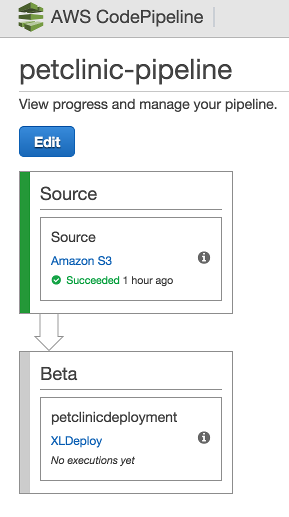 AWS CodePipeline
petclinic-pipeline
View progress and manage your pipeline.
Edit
Source
Source
Amazon S3
Succeeded 1 hour ago
Beta
petclinicdeployment
XLDeploy
No executions yet